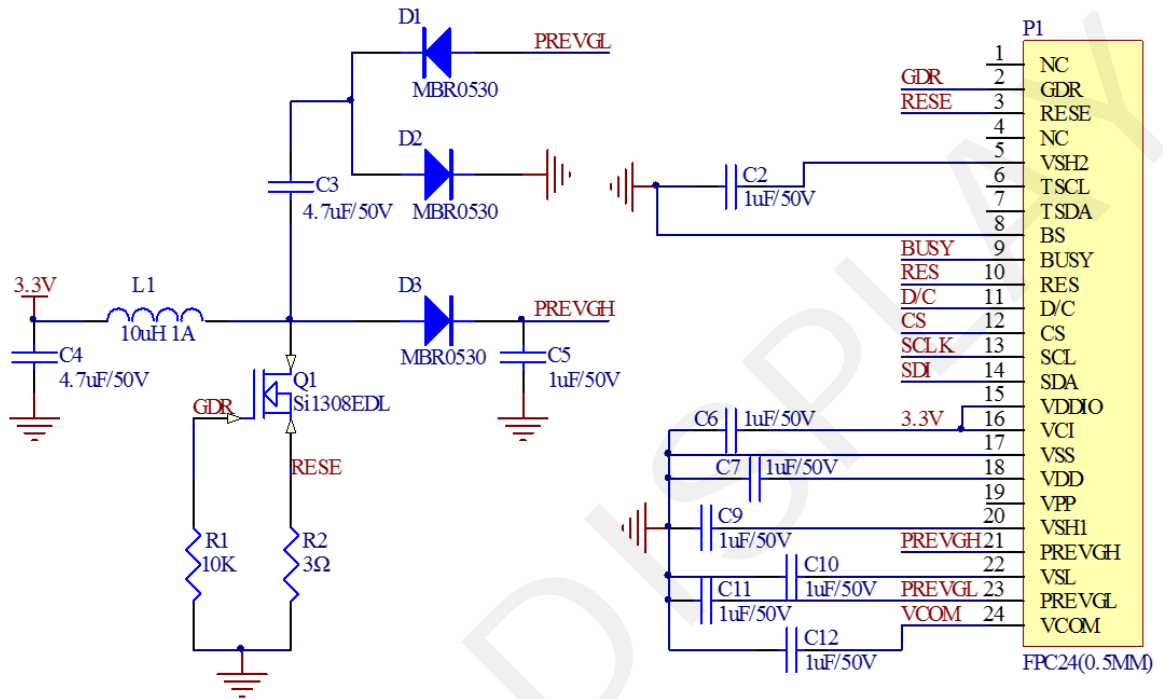 D1
PREVGL
MBR0530
D2
MBR0530
C3
4.7uF/50V
3.3V
L1
10uH 1A
D3
PREVGH
MBR0530
C4
4.7uF/50V
C5
1uF/50V
Q1
Si1308EDL
GDR
RESE
R1
10K
R2
3Ω
P1
1 NC
GDR 2 GDR
RESE 3 RESE
4 NC
5 VSH2
C2
1uF/50V
6 TSCL
7 TSDA
8 BS
BUSY 9 BUSY
RES 10 RES
D/C 11 D/C
CS 12 CS
SCLK 13 SCL
SDI 14 SDA
15 VDDIO
C6 1uF/50V 3.3V 16 VCI
17 VSS
C7 1uF/50V 18 VDD
19 VPP
C9
1uF/50V
20 VSH1
PREVGH 21 PREVGH
C10
1uF/50V
22 VSL
C11
1uF/50V
PREVGL 23 PREVGL
VCOM 24 VCOM
C12
1uF/50V
FPC24(0.5MM)
DISPLAY